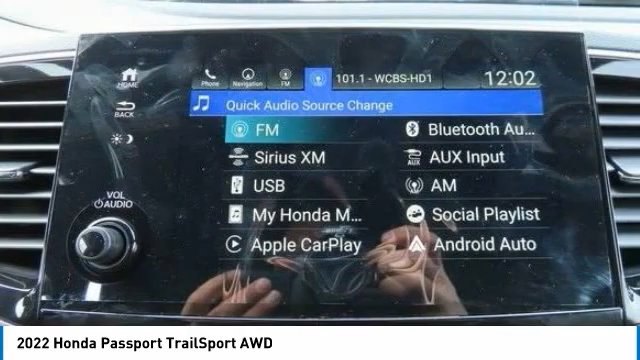 HOME
BACK
VOL
AUDIO
Phone
Navigation
FM
101.1 - WCBS-HD1
12:02
Quick Audio Source Change
FM
Bluetooth Au...
Sirius XM
AUX Input
USB
AM
My Honda M...
Social Playlist
Apple CarPlay
Android Auto
2022 Honda Passport TrailSport AWD